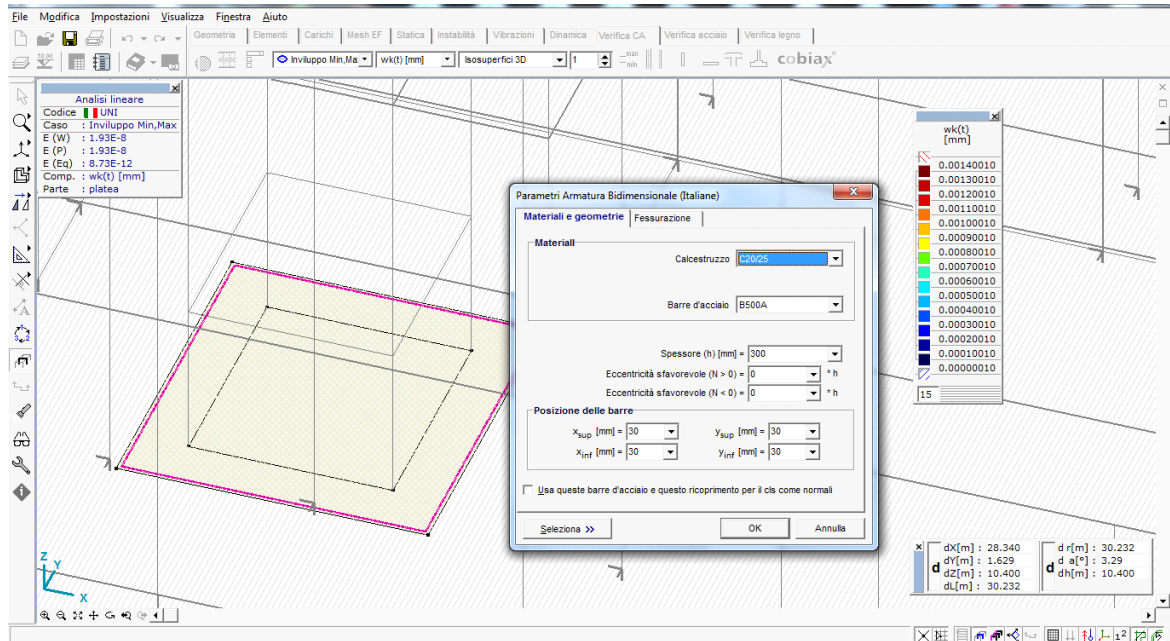 File Modifica Impostazioni Visualizza Finestra Aiuto
Geometria Elementi Carichi Mesh EF Statica Instabilità Vibrazioni Dinamica Verifica CA Verifica acciaio Verifica legno
Inviluppo Min,Ma wk(t) [mm] Isosuperfici 3D 1 max min cobiax
Analisi lineare
Codice UNI
Caso : Inviluppo Min,Max
E (W) : 1.93E-8
E (P) : 1.93E-8
E (Eq) : 8.73E-12
Comp. : wk(t) [mm]
Parte : platea
wk(t)
[mm]
0.00140010
0.00130010
0.00120010
0.00110010
0.00100010
0.00090010
0.00080010
0.00070010
0.00060010
0.00050010
0.00040010
0.00030010
0.00020010
0.00010010
0.00000010
15
Parametri Armatura Bidimensionale (Italiane)
Materiali e geometrie Fessurazione
Materiali
Calcestruzzo C20/25
Barre d'acciaio B500A
Spessore (h) [mm] = 300
Eccentricità sfavorevole (N > 0) = 0 * h
Eccentricità sfavorevole (N < 0) = 0 * h
Posizione delle barre
xsup [mm] = 30 ysup [mm] = 30
xinf [mm] = 30 yinf [mm] = 30
Usa queste barre d'acciaio e questo ricoprimento per il cls come normali
Seleziona >> OK Annulla
Z
Y
X
d
dX[m] : 28.340
dY[m] : 1.629
dZ[m] : 10.400
dL[m] : 30.232
d
d r[m] : 30.232
d a[°] : 3.29
dh[m] : 10.400